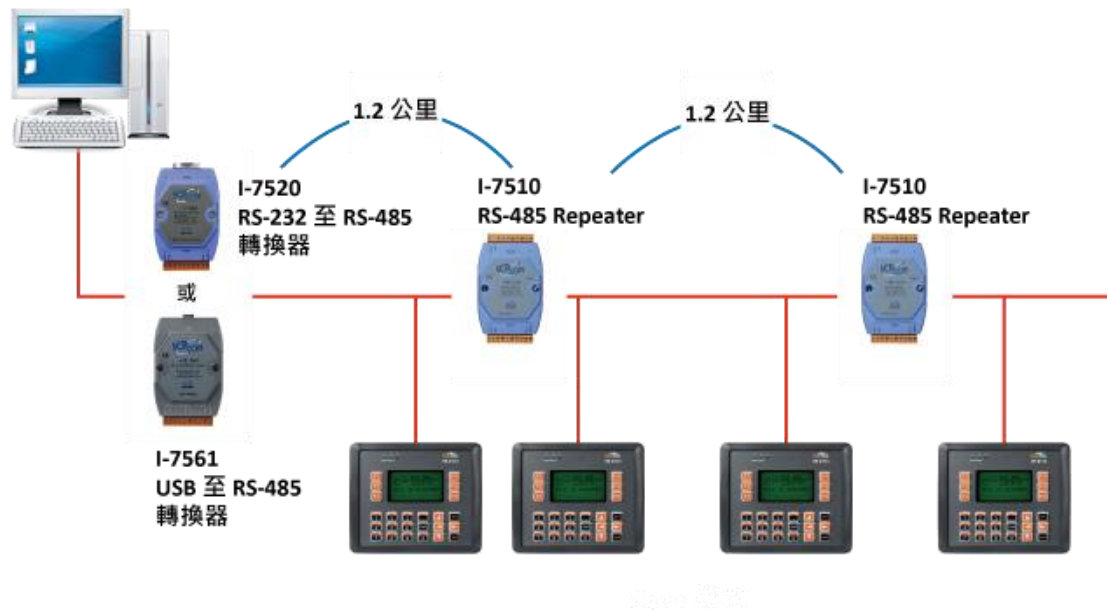 1.2 公里
1.2 公里
I-7520
RS-232 至 RS-485
轉換器
I-7510
RS-485 Repeater
I-7510
RS-485 Repeater
或
I-7561
USB 至 RS-485
轉換器